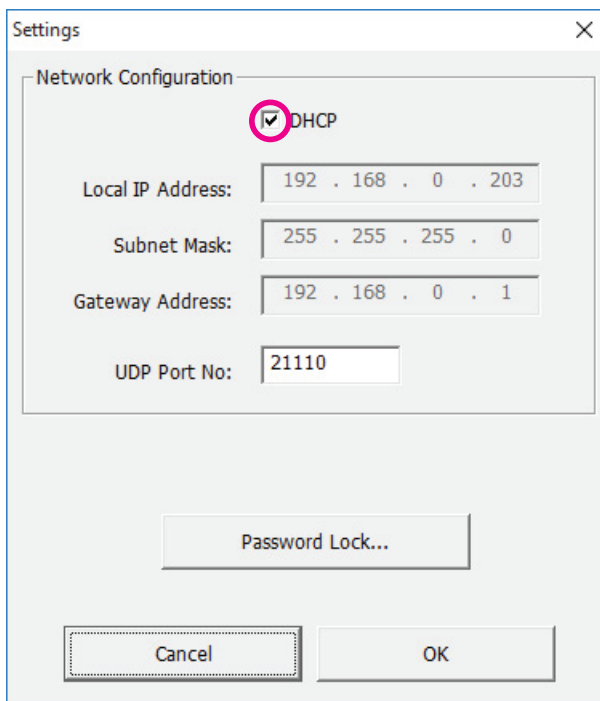 Settings
Network Configuration
DHCP
Local IP Address: 192 . 168 . 0 . 203
Subnet Mask: 255 . 255 . 255 . 0
Gateway Address: 192 . 168 . 0 . 1
UDP Port No: 21110
Password Lock...
Cancel OK